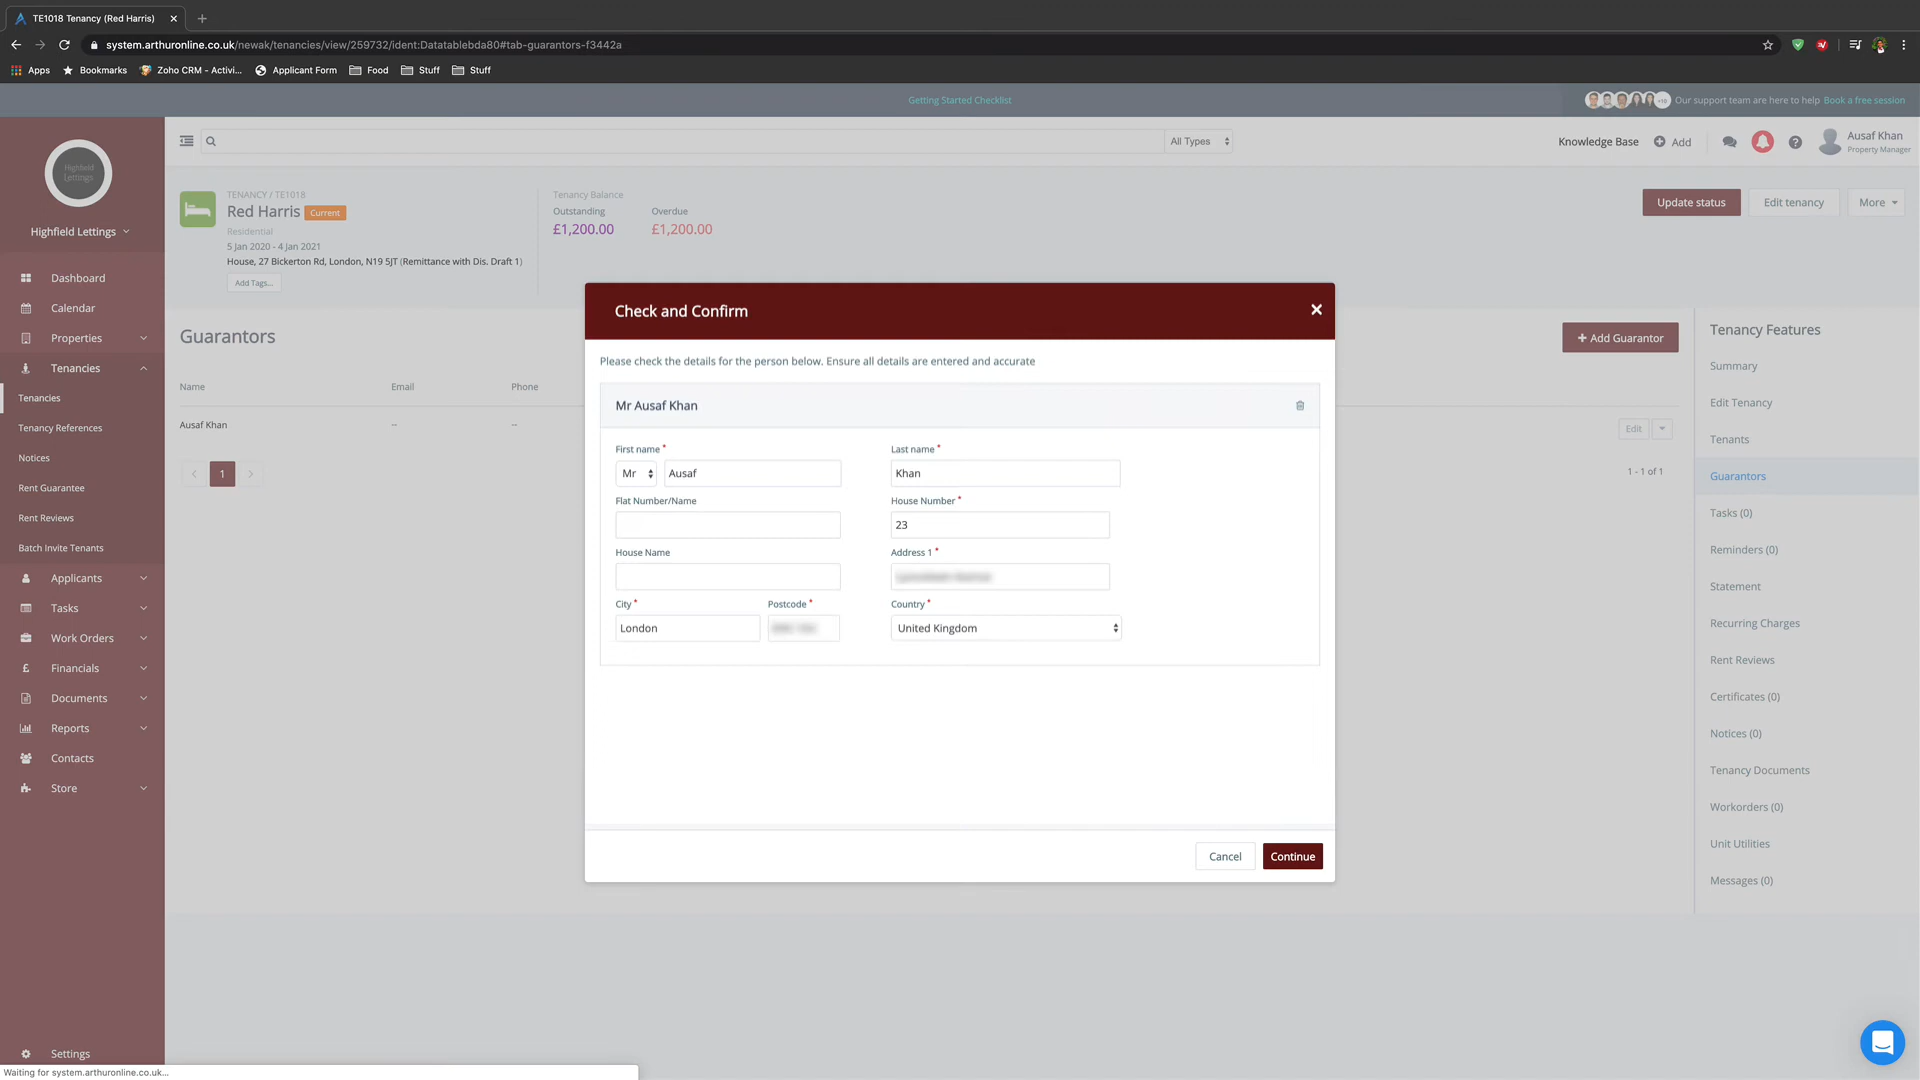 TE1018 Tenancy (Red Harris)
system.arthuronline.co.uk/newak/tenancies/view/259732/ident:Datatablebda80#tab-guarantors-f3442a
Apps
Bookmarks
Zoho CRM - Activi...
Applicant Form
Food
Stuff
Stuff
Getting Started Checklist
+10
Our support team are here to help Book a free session
Highfield
Lettings
Highfield Lettings
Dashboard
Calendar
Properties
Tenancies
Tenancies
Tenancy References
Notices
Rent Guarantee
Rent Reviews
Batch Invite Tenants
Applicants
Tasks
Work Orders
£ Financials
Documents
Reports
Contacts
Store
Settings
Waiting for system.arthuronline.co.uk...
All Types
Knowledge Base
Add
Ausaf Khan
Property Manager
TENANCY / TE1018
Red Harris Current
Residential
5 Jan 2020 - 4 Jan 2021
House, 27 Bickerton Rd, London, N19 5JT (Remittance with Dis. Draft 1)
Add Tags...
Tenancy Balance
Outstanding
£1,200.00
Overdue
£1,200.00
Update status
Edit tenancy
More
Guarantors
+ Add Guarantor
Name
Email
Phone
Ausaf Khan
--
--
Edit
1
1 - 1 of 1
Check and Confirm
Please check the details for the person below. Ensure all details are entered and accurate
Mr Ausaf Khan
First name *
Mr
Ausaf
Last name *
Khan
Flat Number/Name
House Number *
23
House Name
Address 1 *
City *
London
Postcode *
Country *
United Kingdom
Cancel
Continue
Tenancy Features
Summary
Edit Tenancy
Tenants
Guarantors
Tasks (0)
Reminders (0)
Statement
Recurring Charges
Rent Reviews
Certificates (0)
Notices (0)
Tenancy Documents
Workorders (0)
Unit Utilities
Messages (0)